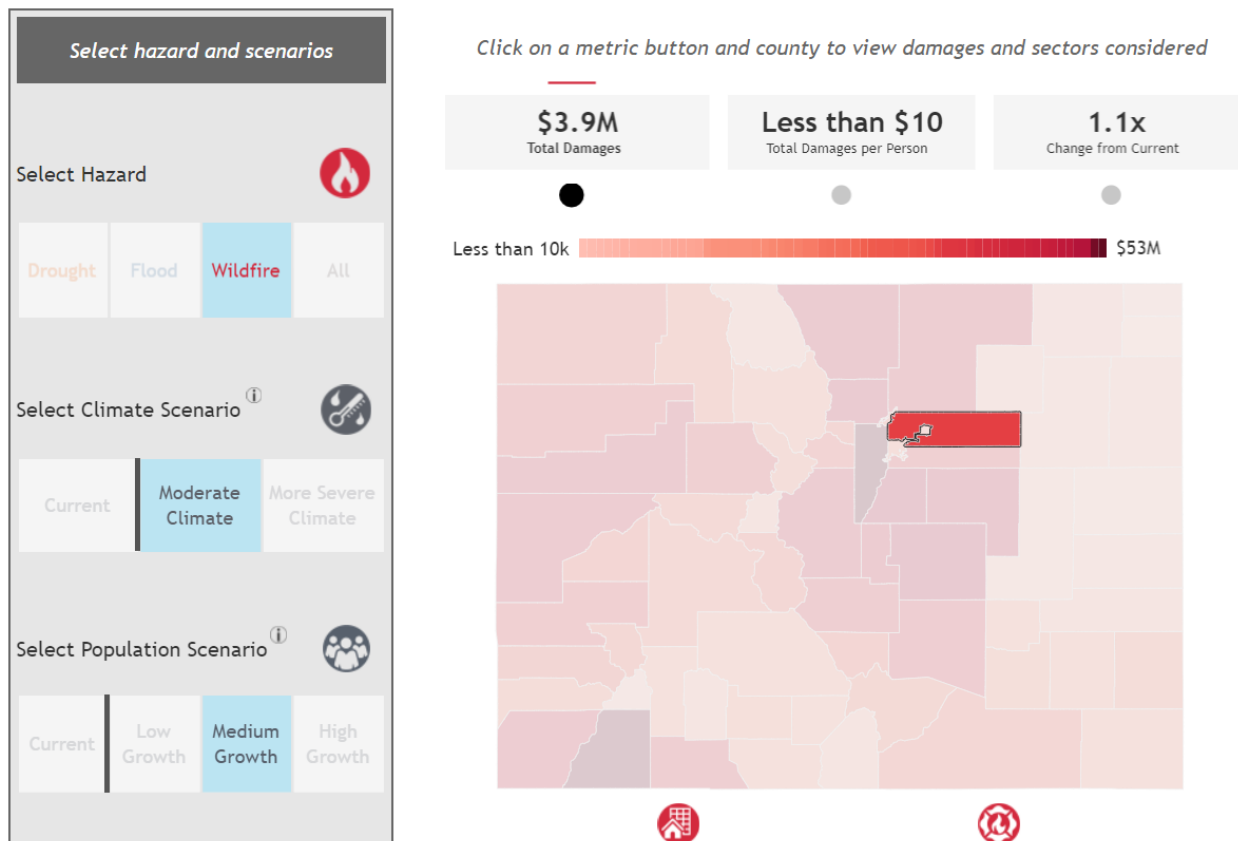 Select hazard and scenarios
Click on a metric button and county to view damages and sectors considered
$3.9M
Total Damages
Less than $10
Total Damages per Person
1.1x
Change from Current
Select Hazard
Drought
Flood
Wildfire
All
Less than 10k
$53M
Select Climate Scenario
i
Current
Moderate
Climate
More Severe
Climate
Select Population Scenario
i
Current
Low
Growth
Medium
Growth
High
Growth